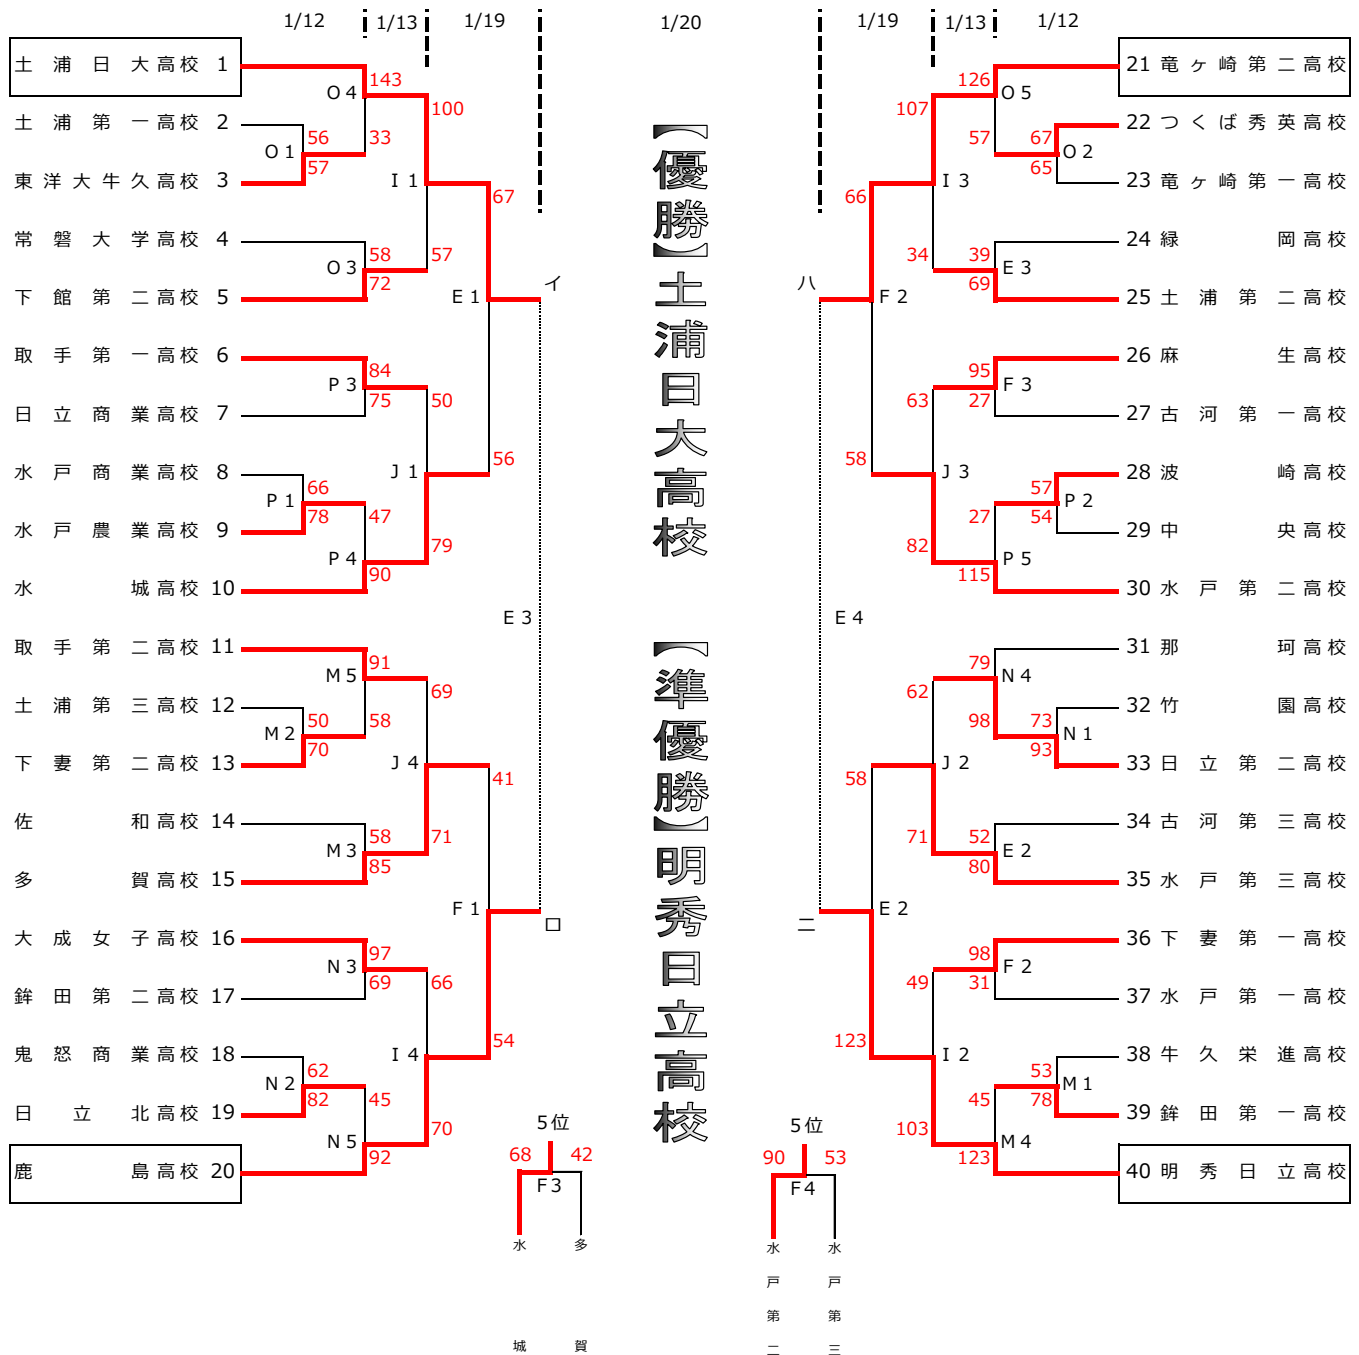 1/12 1/13 1/19 1/20 1/19 1/13 1/12
土浦日大高校 1
土浦第一高校 2
東洋大牛久高校 3
常磐大学高校 4
下館第二高校 5
取手第一高校 6
日立商業高校 7
水戸商業高校 8
水戸農業高校 9
水城高校 10
取手第二高校 11
土浦第三高校 12
下妻第二高校 13
佐和高校 14
多賀高校 15
大成女子高校 16
鉾田第二高校 17
鬼怒商業高校 18
日立北高校 19
鹿島高校 20
O4 143 33
O1 56 57
O3 58 72
I1 100 57
P3 84 75
P1 66 78
P4 47 90
J1 50 79
E1 67 56
M5 91 58
M2 50 70
M3 58 85
J4 69 71
N3 97 69
N2 62 82
N5 45 92
I4 66 70
F1 41 54
イ
E3
ロ
【優勝】土浦日大高校
【準優勝】明秀日立高校
ハ
E4
ニ
21 竜ヶ崎第二高校
22 つくば秀英高校
23 竜ヶ崎第一高校
24 緑岡高校
25 土浦第二高校
26 麻生高校
27 古河第一高校
28 波崎高校
29 中央高校
30 水戸第二高校
31 那珂高校
32 竹園高校
33 日立第二高校
34 古河第三高校
35 水戸第三高校
36 下妻第一高校
37 水戸第一高校
38 牛久栄進高校
39 鉾田第一高校
40 明秀日立高校
126 57 O5
67 65 O2
39 69 E3
107 34 I3
95 27 F3
57 54 P2
27 115 P5
63 82 J3
66 58 F2
79 98 N4
73 93 N1
52 80 E2
62 71 J2
98 31 F2
53 78 M1
45 123 M4
49 103 I2
58 123 E2
5位
68 42
F3
水城
多賀
5位
90 53
F4
水戸第二
水戸第三